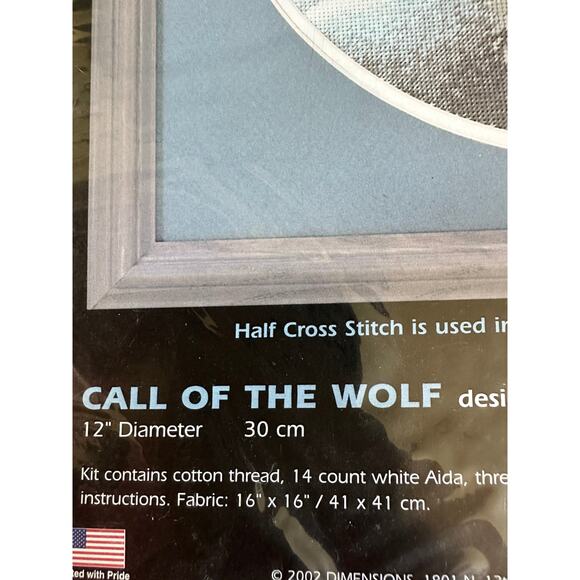 Half Cross Stitch is used
CALL OF THE WOLF
12" Diameter 30 cm
Kit contains cotton thread, 14 count white Aida,
instructions. Fabric: 16" x 16" / 41 x 41 cm.
with Pride
© 2002 DIMENSIONS, 1801 N.